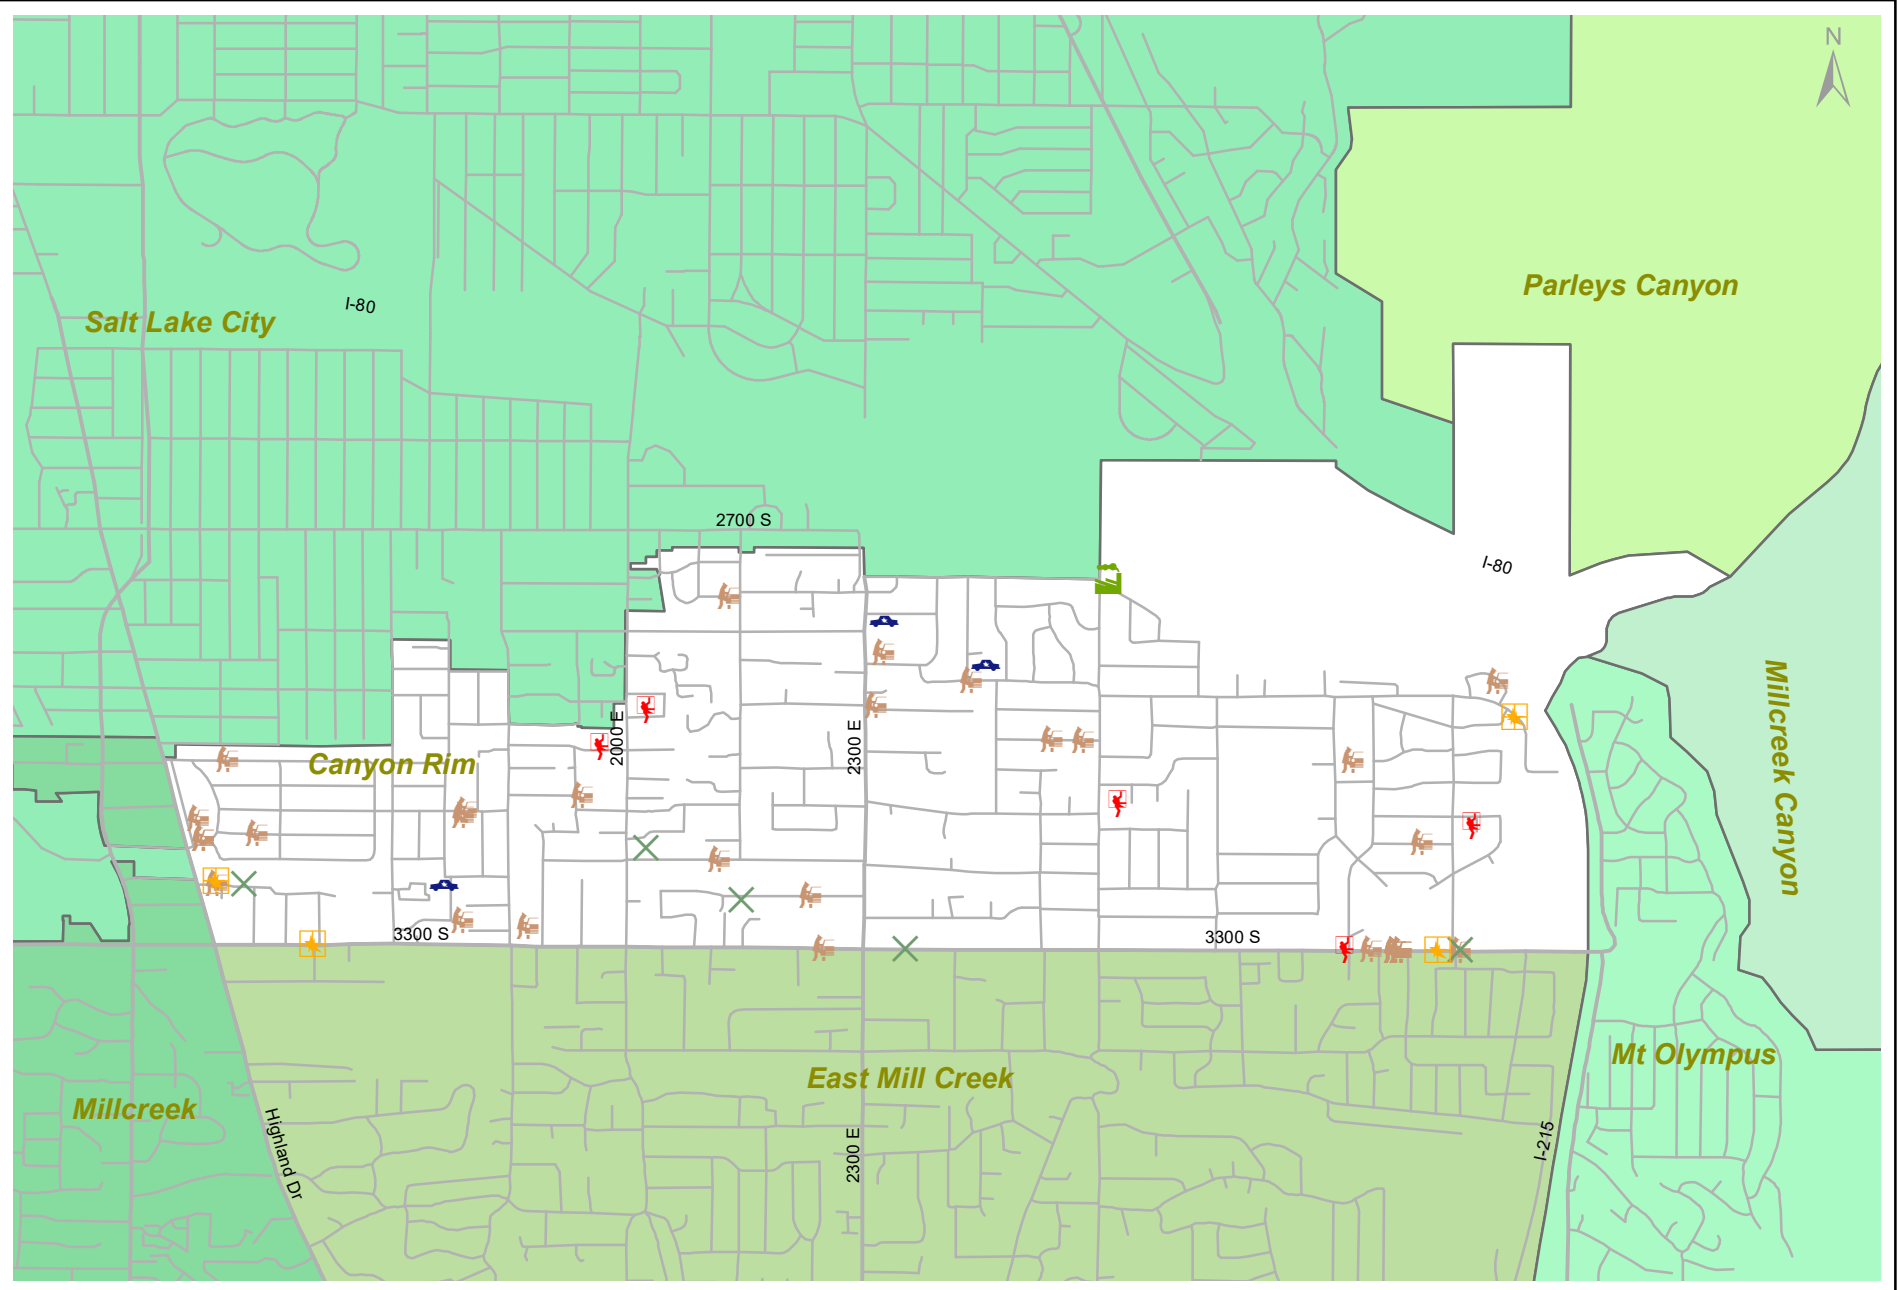 N
Parleys Canyon
I-80
Salt Lake City
2700 S
I-80
Millcreek Canyon
2000 E
2300 E
Canyon Rim
3300 S
3300 S
Mt Olympus
East Mill Creek
Millcreek
Highland Dr
2300 E
I-215